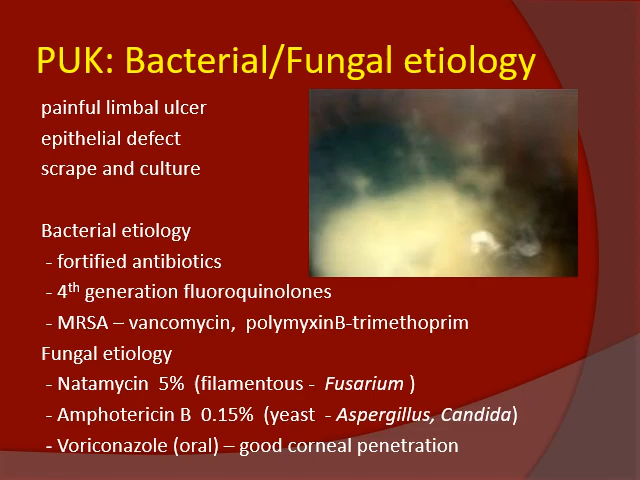 PUK: Bacterial/Fungal etiology
painful limbal ulcer
epithelial defect
scrape and culture
Bacterial etiology
- fortified antibiotics
- 4th generation fluoroquinolones
- MRSA – vancomycin, polymyxinB-trimethoprim
Fungal etiology
- Natamycin 5% (filamentous - Fusarium )
- Amphotericin B 0.15% (yeast - Aspergillus, Candida)
- Voriconazole (oral) – good corneal penetration